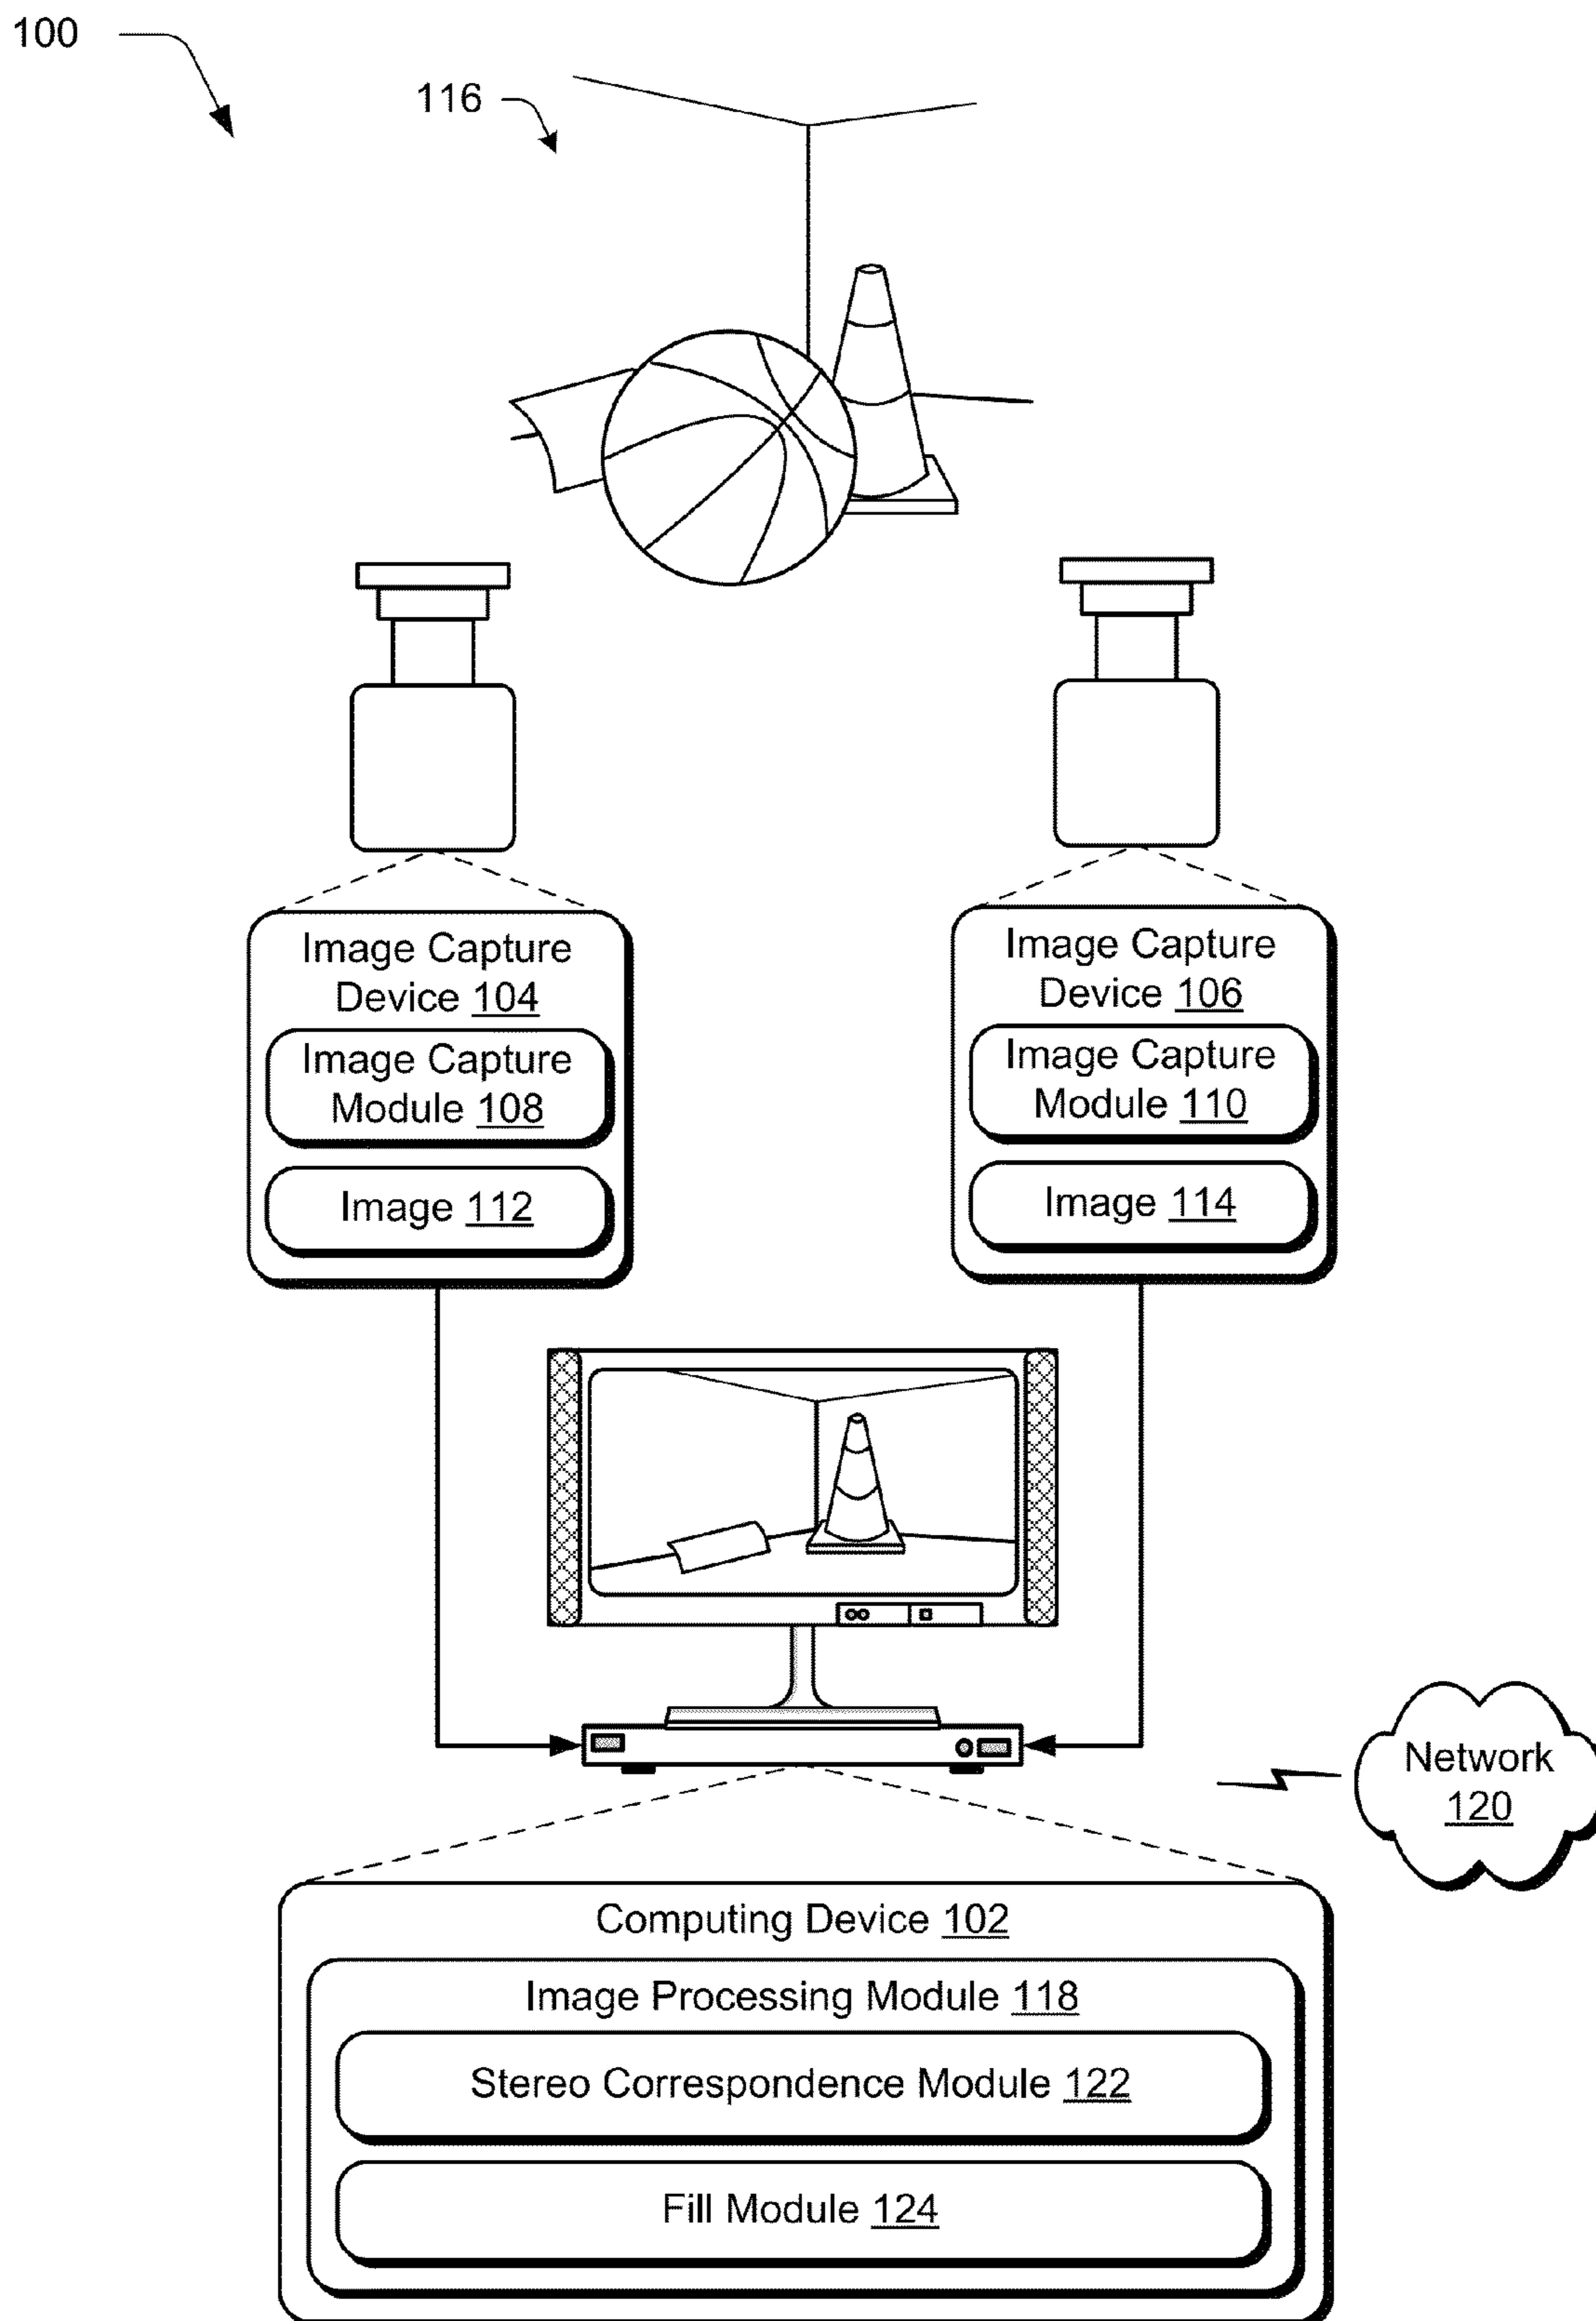 100
116
Image Capture
Device 104
Image Capture
Module 108
Image 112
Image Capture
Device 106
Image Capture
Module 110
Image 114
Network
120
Computing Device 102
Image Processing Module 118
Stereo Correspondence Module 122
Fill Module 124